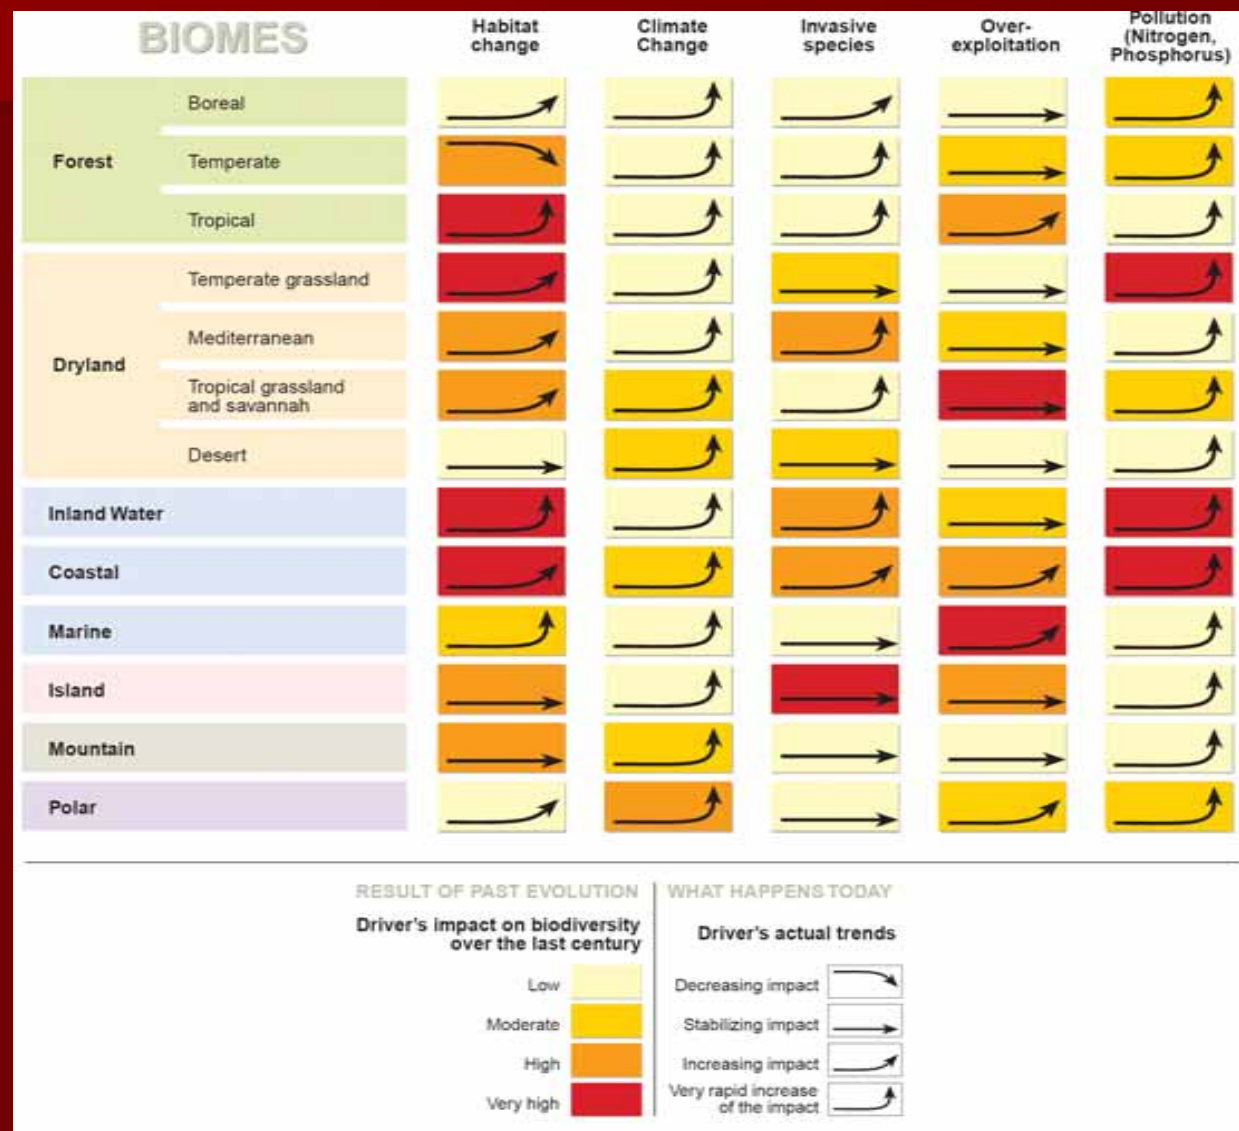 BIOMES
Habitat
change
Climate
Change
Invasive
species
Over-
exploitation
Pollution
(Nitrogen,
Phosphorus)
Forest
Boreal
Temperate
Tropical
Dryland
Temperate grassland
Mediterranean
Tropical grassland
and savannah
Desert
Inland Water
Coastal
Marine
Island
Mountain
Polar
RESULT OF PAST EVOLUTION
Driver's impact on biodiversity
over the last century
Low
Moderate
High
Very high
WHAT HAPPENS TODAY
Driver's actual trends
Decreasing impact
Stabilizing impact
Increasing impact
Very rapid increase
of the impact